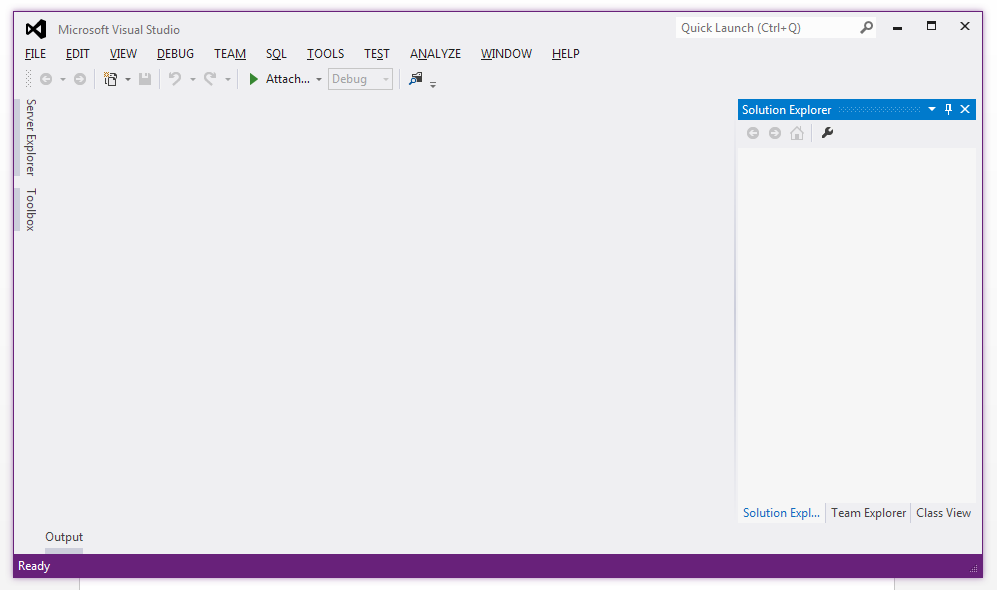 Microsoft Visual Studio
Quick Launch (Ctrl+Q)
FILE EDIT VIEW DEBUG TEAM SQL TOOLS TEST ANALYZE WINDOW HELP
Attach... Debug
Server Explorer
Toolbox
Solution Explorer
Solution Expl... Team Explorer Class View
Output
Ready